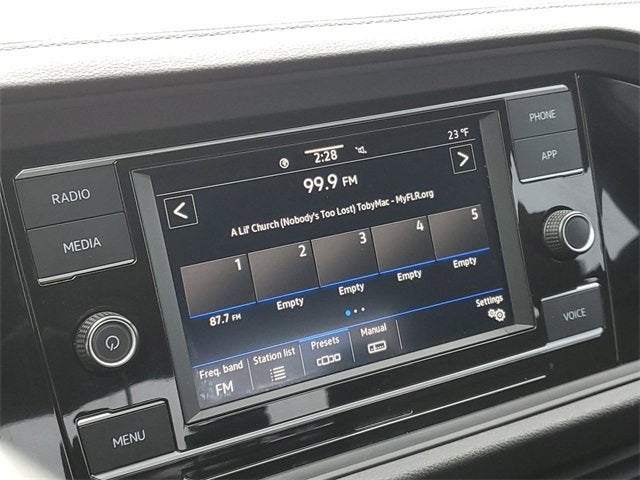 RADIO
MEDIA
MENU
2:28
23 °F
99.9 FM
A Lil' Church (Nobody's Too Lost) TobyMac - MyFLR.org
1 2 3 4 5
87.7 FM Empty Empty Empty Empty
Settings
Freq. band Station list Presets Manual
FM
PHONE
APP
VOICE